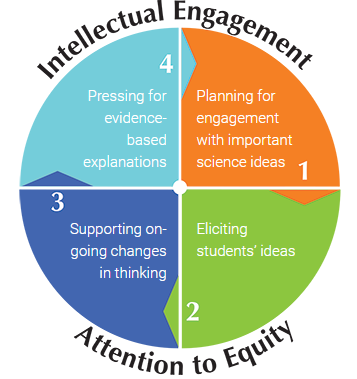 Intellectual Engagement
4
Pressing for
evidence-
based
explanations
Planning for
engagement
with important
science ideas
1
3
Supporting on-
going changes
in thinking
Eliciting
students' ideas
2
Attention to Equity